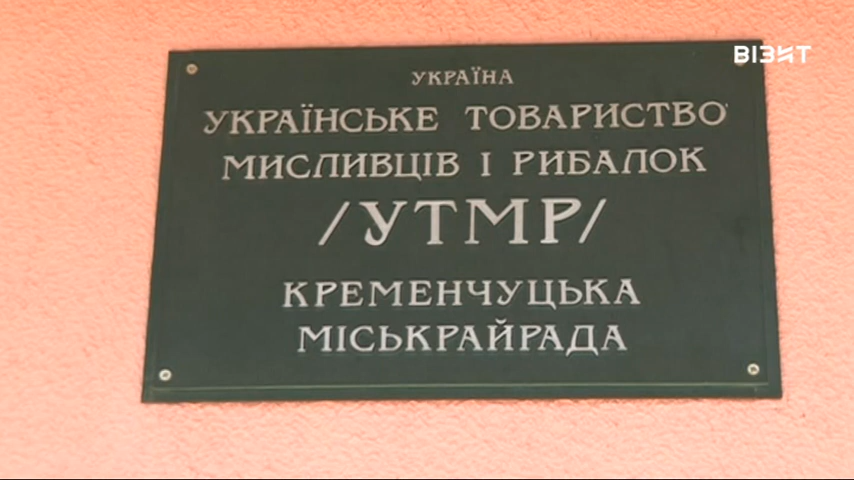 ВІЗИТ
УКРАЇНА
УКРАЇНСЬКЕ ТОВАРИСТВО
МИСЛИВЦІВ І РИБАЛОК
/УТМР/
КРЕМЕНЧУЦЬКА
МІСЬКРАЙРАДА